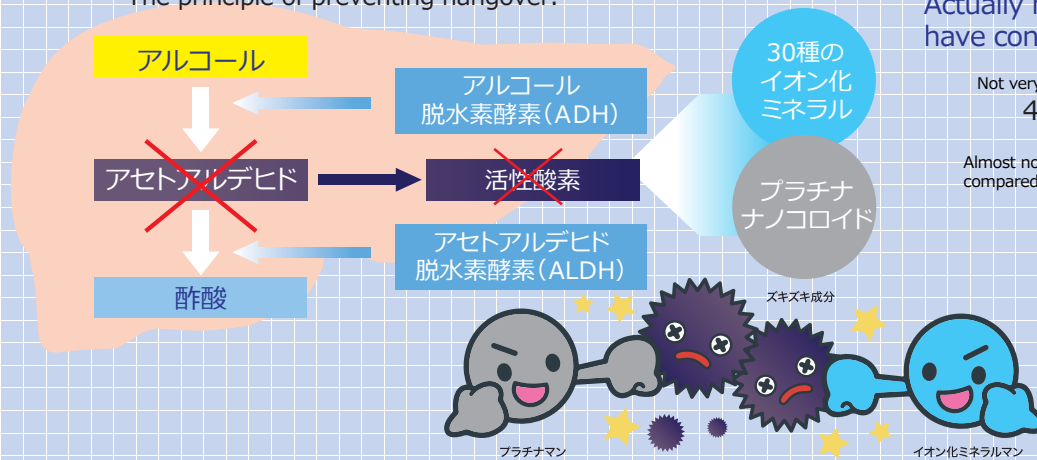 The principle of preventing hangover.
Actually
have con
Not very
4
Almost no
compared
アルコール
アルコール
脱水素酵素（ADH）
30種の
イオン化
ミネラル
アセトアルデヒド
活性酸素
プラチナ
ナノコロイド
アセトアルデヒド
脱水素酵素（ALDH）
酢酸
ズキズキ成分
プラチナマン
イオン化ミネラルマン